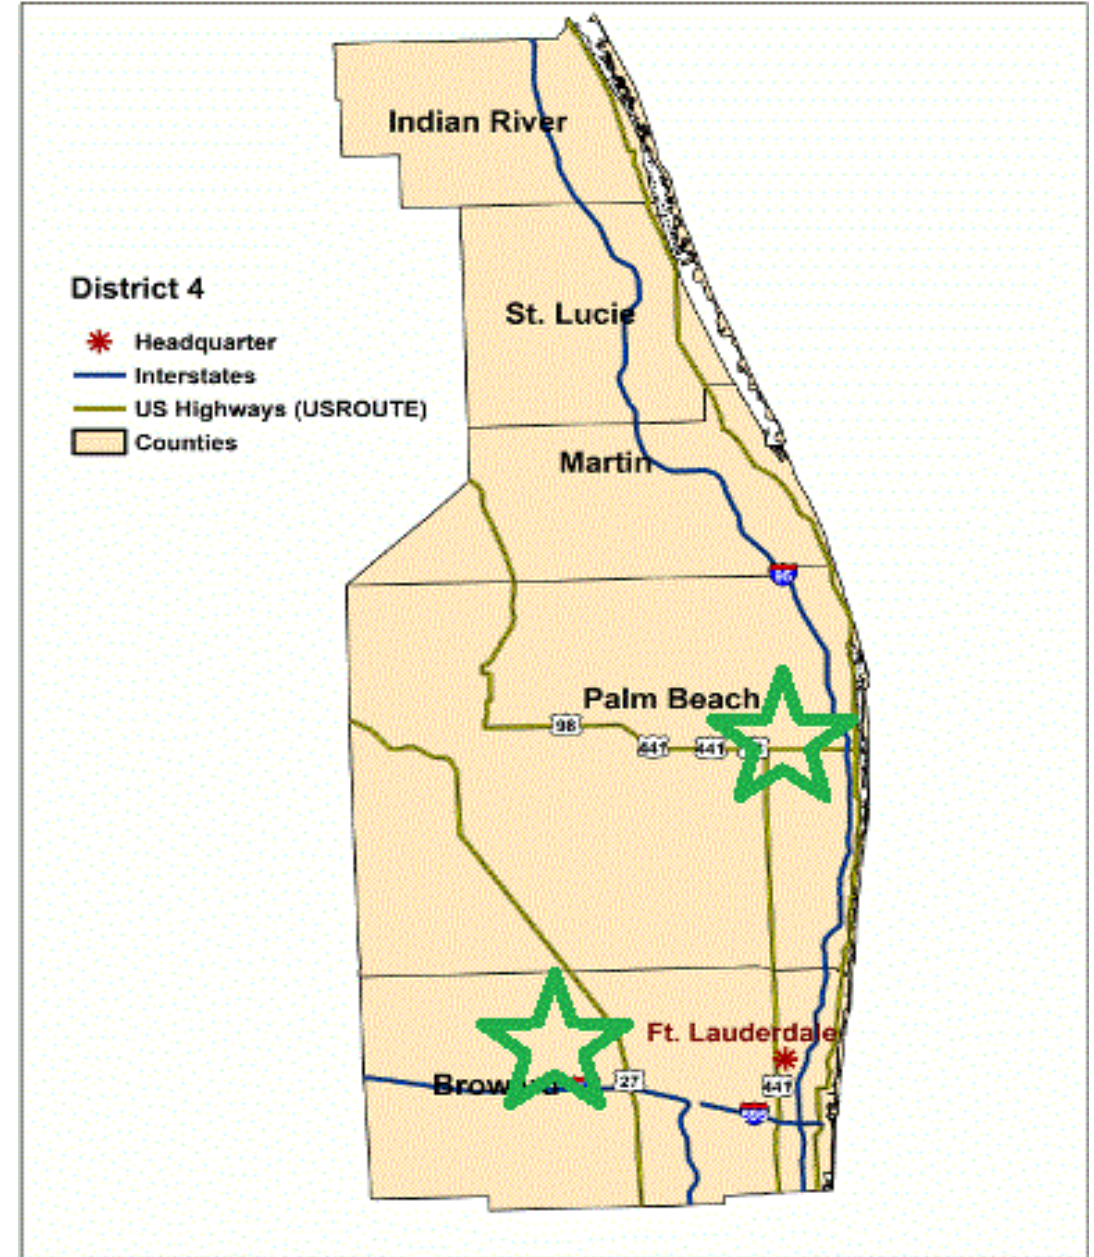 Indian River
District 4
St. Lucie
Headquarter
Interstates
US Highways (USROUTE)
Counties
Martin
95
Palm Beach
98
441
441
Ft. Lauderdale
27
441